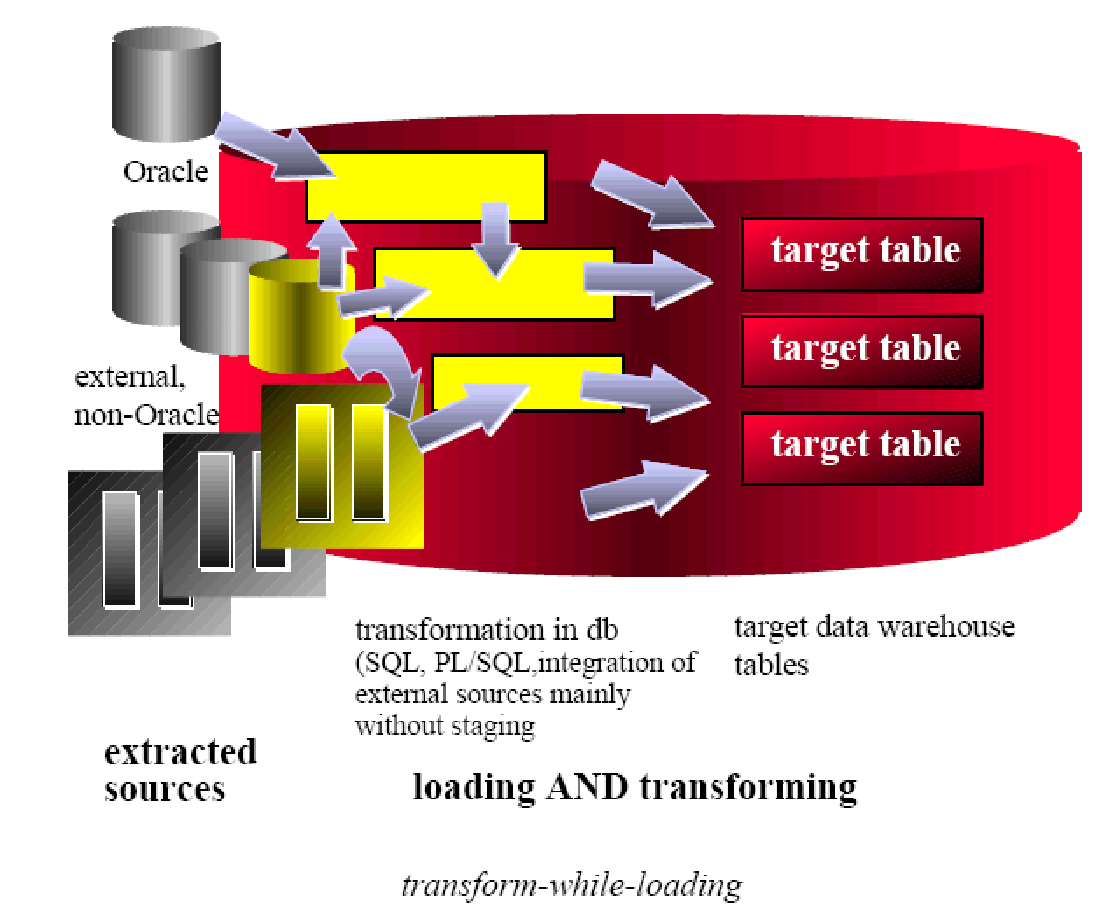 Oracle
target table
target table
external,
non-Oracle
target table
transformation in db
(SQL, PL/SQL,integration of
external sources mainly
without staging
target data warehouse
tables
extracted
sources
loading AND transforming
transform-while-loading